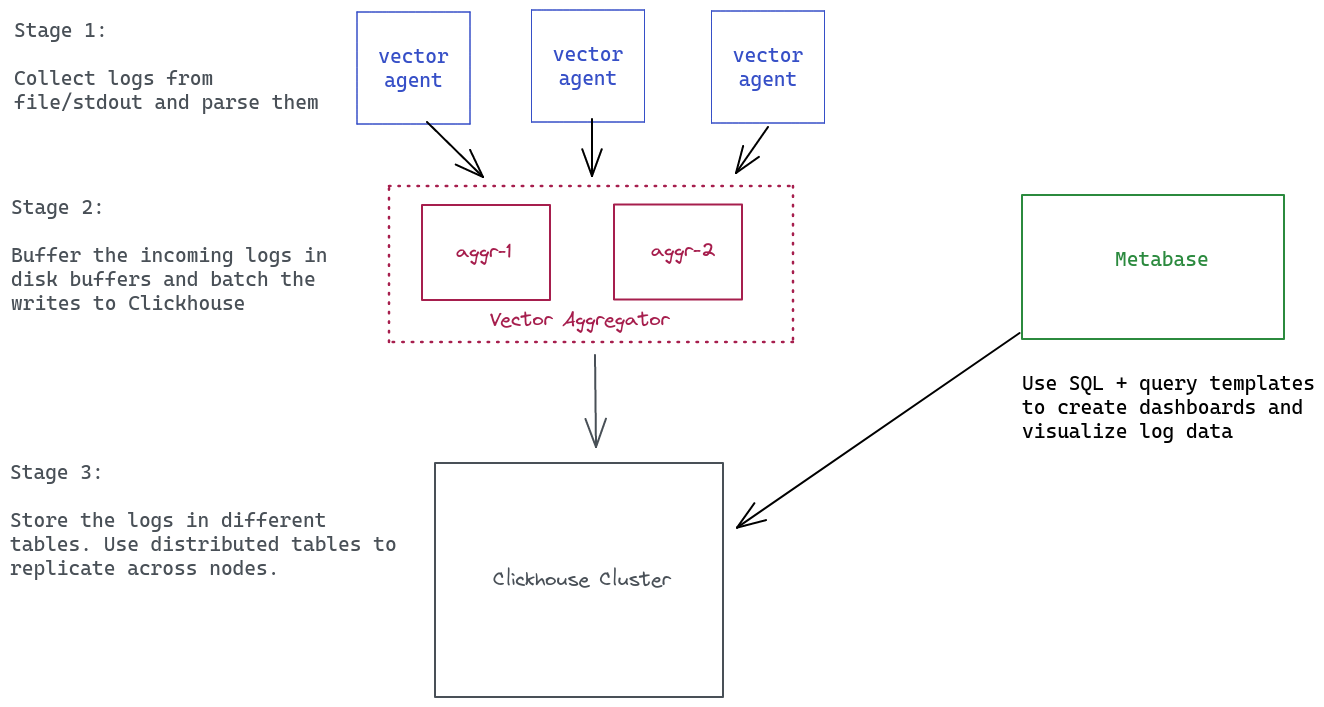 Stage 1:
Collect logs from
file/stdout and parse them
vector
agent
vector
agent
vector
agent
Stage 2:
Buffer the incoming logs in
disk buffers and batch the
writes to Clickhouse
aggr-1
aggr-2
Vector Aggregator
Metabase
Use SQL + query templates
to create dashboards and
visualize log data
Stage 3:
Store the logs in different
tables. Use distributed tables to
replicate across nodes.
Clickhouse Cluster